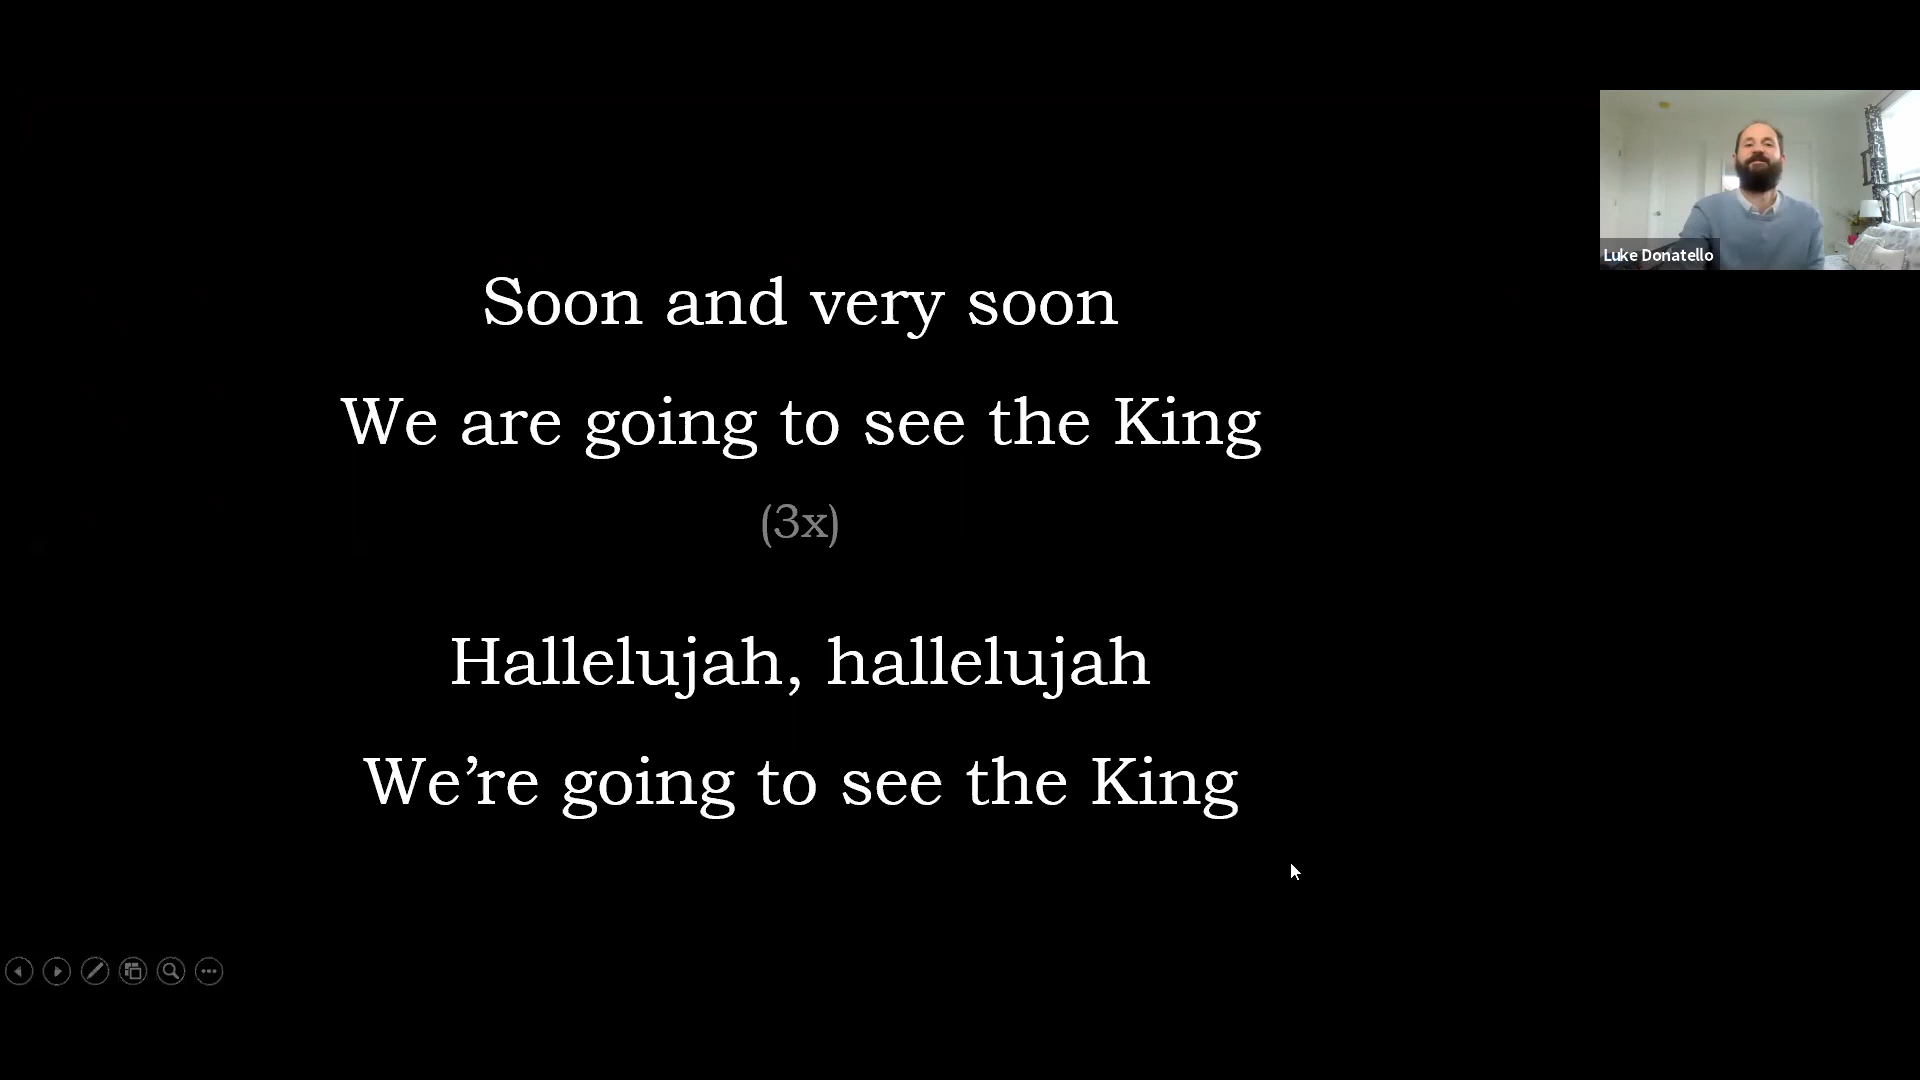 Soon and very soon
We are going to see the King
(3x)
Hallelujah, hallelujah
We’re going to see the King
Luke Donatello